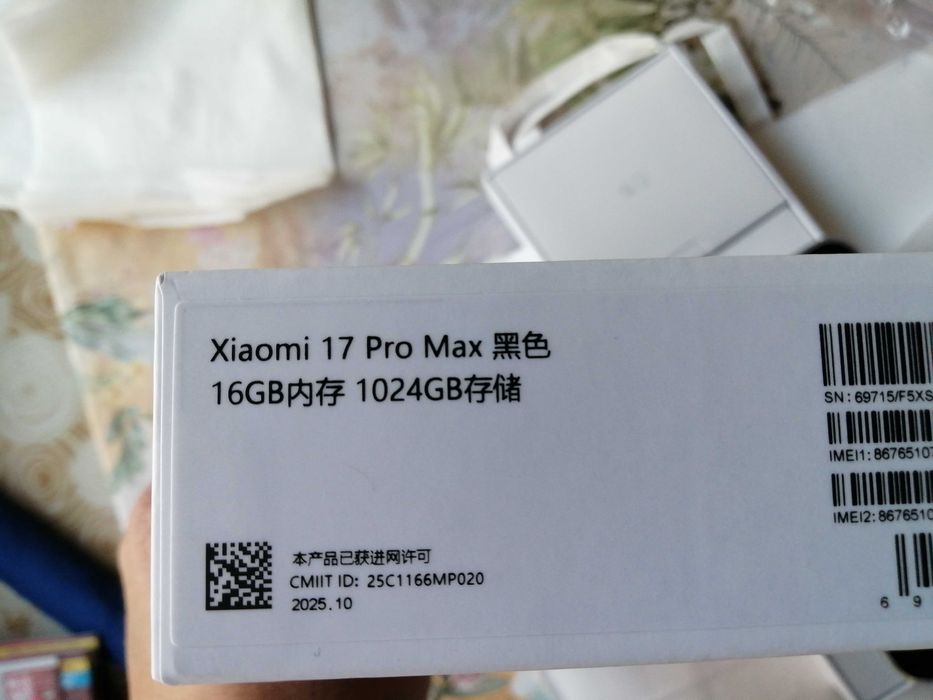 Xiaomi 17 Pro Max 黑色
16GB内存 1024GB存储
SN: 69715/F5XS
IMEI1: 86765107
IMEI2: 8676510
6 9
本产品已获进网许可
CMIIT ID: 25C1166MP020
2025.10